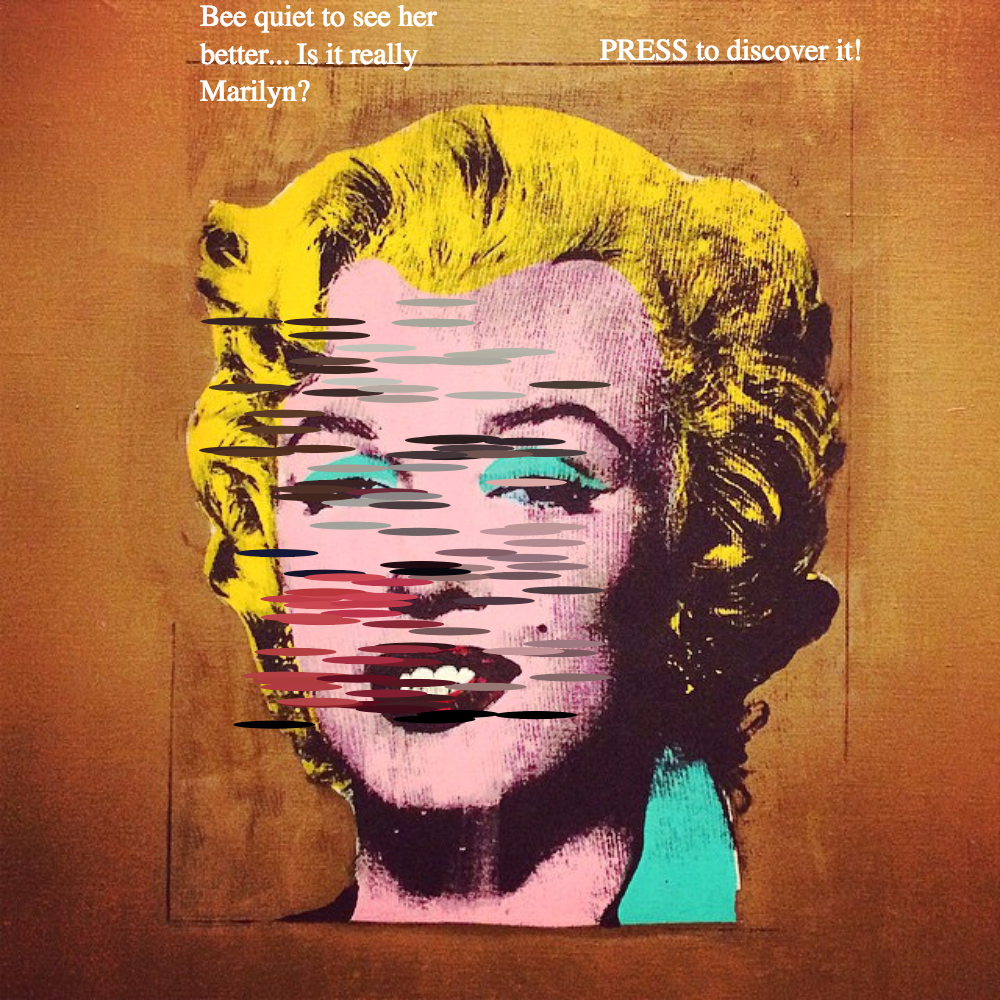 Bee quiet to see her
better... Is it really
Marilyn?
PRESS to discover it!